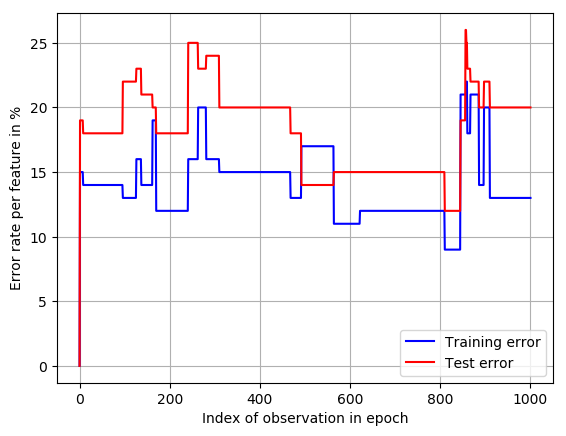 25
20
15
10
5
0
Error rate per feature in %
0 200 400 600 800 1000
Index of observation in epoch
Training error
Test error